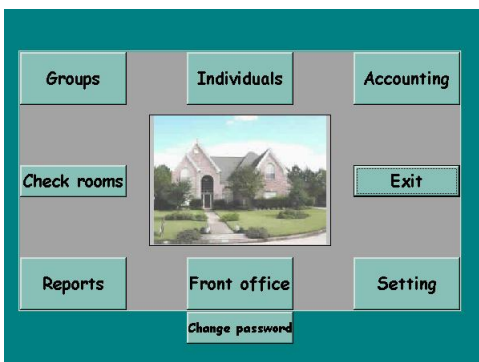 Groups
Individuals
Accounting
Check rooms
Exit
Reports
Front office
Setting
Change password